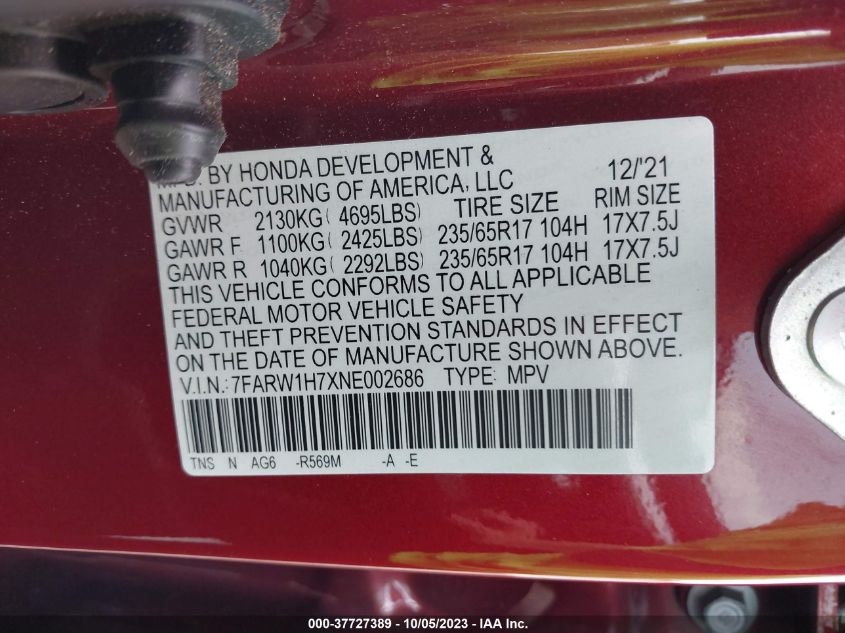 MFD. BY HONDA DEVELOPMENT & 12/'21
MANUFACTURING OF AMERICA, LLC
GVWR 2130KG( 4695LBS) TIRE SIZE RIM SIZE
GAWR F 1100KG( 2425LBS) 235/65R17 104H 17X7.5J
GAWR R 1040KG( 2292LBS) 235/65R17 104H 17X7.5J
THIS VEHICLE CONFORMS TO ALL APPLICABLE
FEDERAL MOTOR VEHICLE SAFETY
AND THEFT PREVENTION STANDARDS IN EFFECT
ON THE DATE OF MANUFACTURE SHOWN ABOVE.
V.I.N.:7FARW1H7XNE002686 TYPE: MPV
TNS N AG6 -R569M -A -E
000-37727389 - 10/05/2023 - IAA Inc.